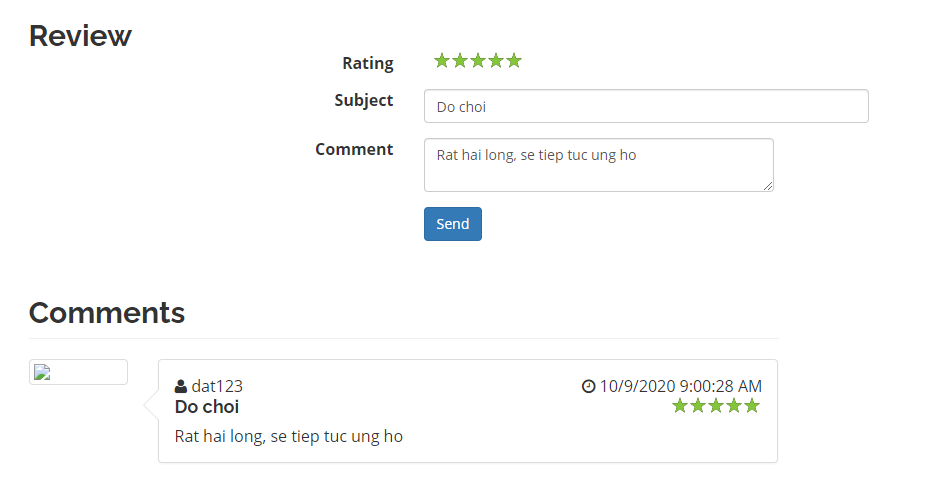 Review
Rating
Subject
Do choi
Comment
Rat hai long, se tiep tuc ung ho
Send
Comments
dat123
10/9/2020 9:00:28 AM
Do choi
Rat hai long, se tiep tuc ung ho